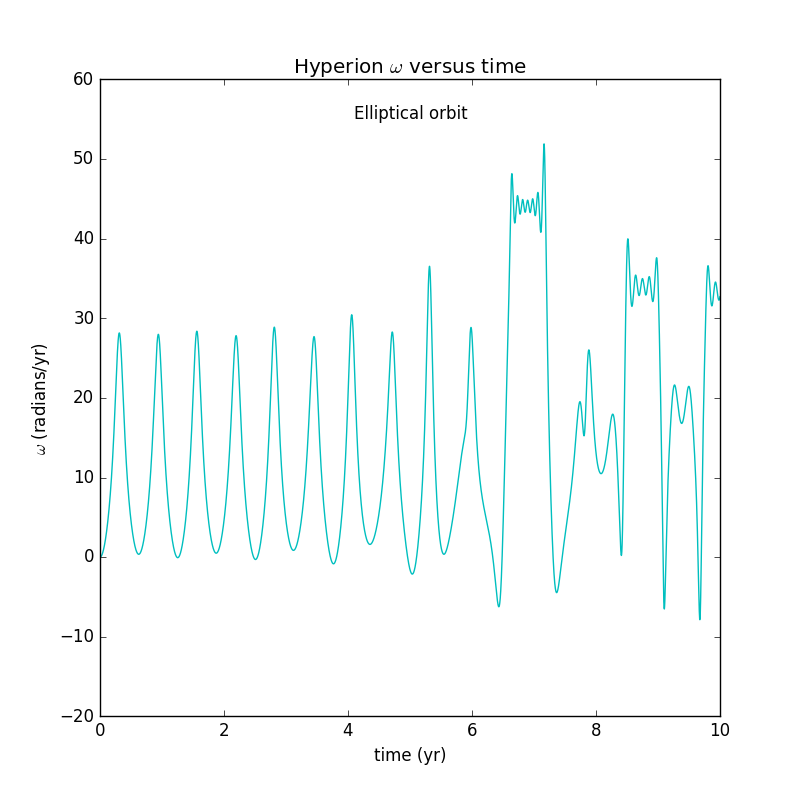 Hyperion ω versus time
Elliptical orbit
60
50
40
30
20
10
0
−10
−20
ω (radians/yr)
0 2 4 6 8 10
time (yr)